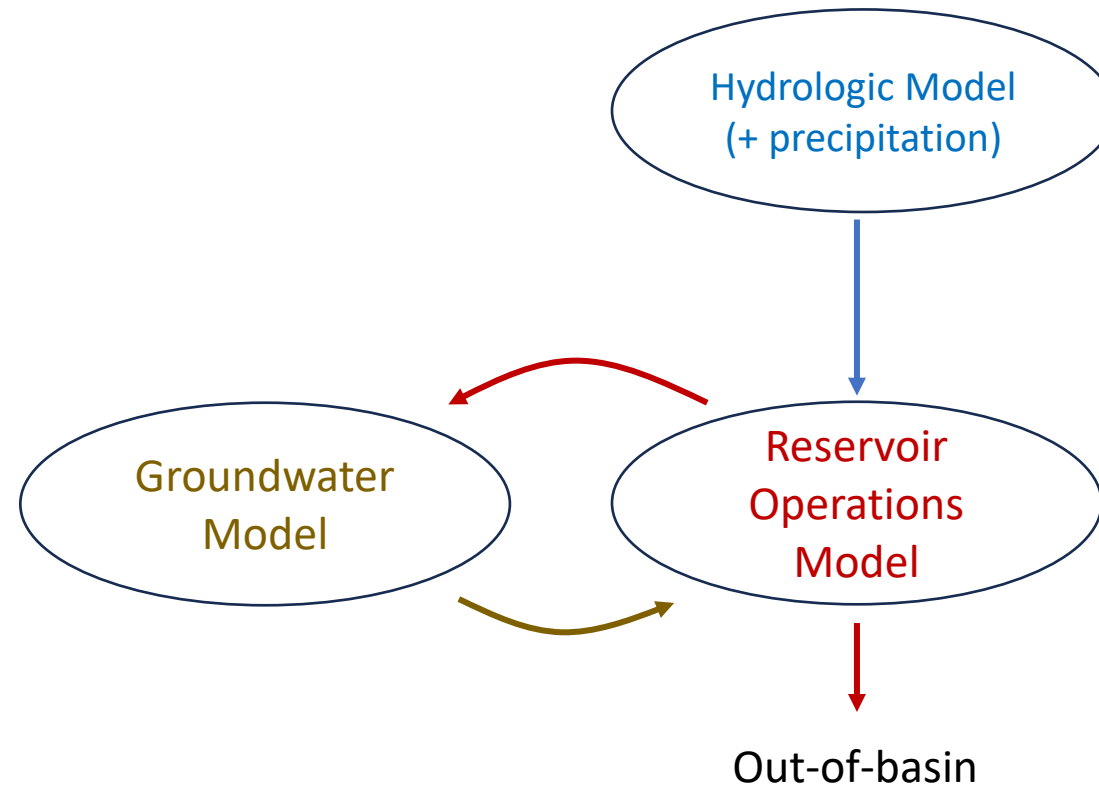 Hydrologic Model
(+ precipitation)
Groundwater
Model
Reservoir
Operations
Model
Out-of-basin